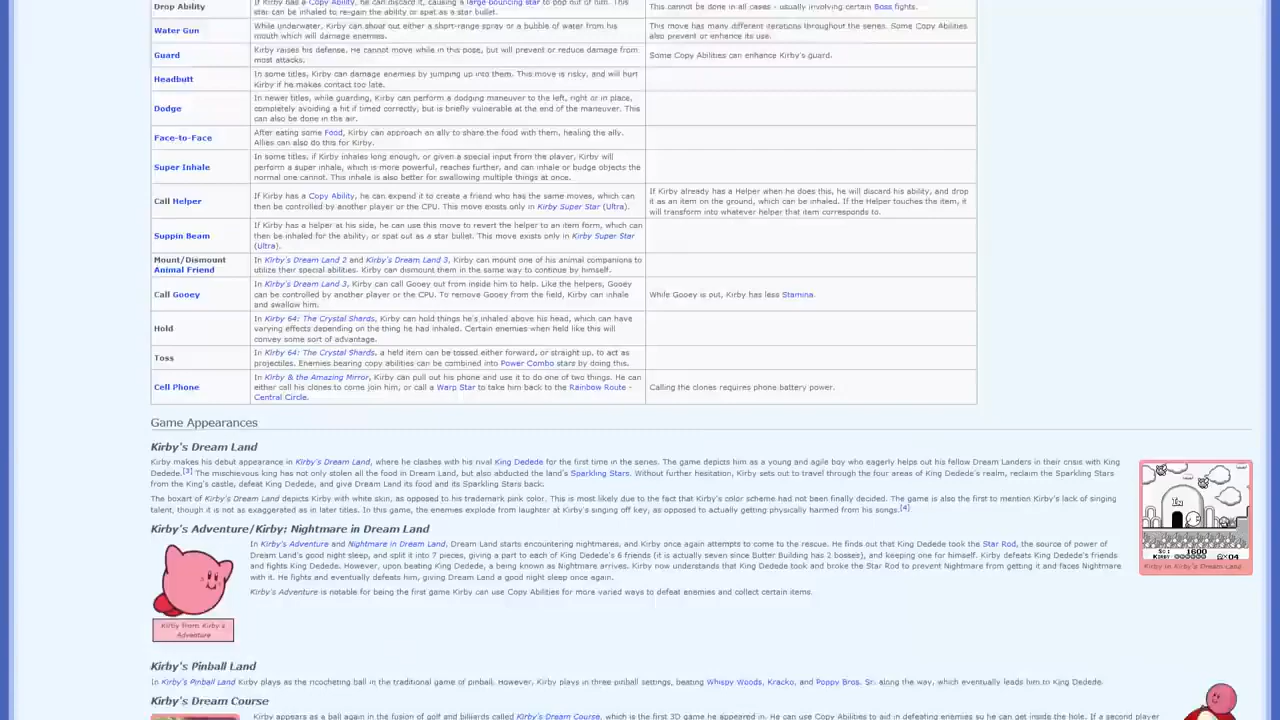 Drop Ability
If Kirby has a Copy Ability, he can discard it, causing a large bouncing star to pop out of him. This
star can be inhaled to re-gain the ability or spat as a star bullet.
This cannot be done in all cases - usually involving certain Boss fights.
Water Gun
While underwater, Kirby can shoot out either a short-range spray or a bubble of water from his
mouth which will damage enemies.
This move has many different iterations throughout the series. Some Copy Abilities
also prevent or enhance its use.
Guard
Kirby raises his defense. He cannot move while in this pose, but will prevent or reduce damage from
most attacks.
Some Copy Abilities can enhance Kirby's guard.
Headbutt
In some titles, Kirby can damage enemies by jumping up into them. This move is risky, and will hurt
Kirby if he makes contact too late.
Dodge
In newer titles, while guarding, Kirby can perform a dodging maneuver to the left, right or in place,
completely avoiding a hit if timed correctly, but is briefly vulnerable at the end of the maneuver. This
can also be done in the air.
Face-to-Face
After eating some Food, Kirby can approach an ally to share the food with them, healing the ally.
Allies can also do this for Kirby.
Super Inhale
In some titles, if Kirby inhales long enough, or given a special input from the player, Kirby will
perform a super inhale, which is more powerful, reaches further, and can inhale or budge objects the
normal one cannot. This inhale is also better for swallowing multiple things at once.
Call Helper
If Kirby has a Copy Ability, he can expend it to create a friend who has the same moves, which can
then be controlled by another player or the CPU. This move exists only in Kirby Super Star (Ultra).
If Kirby already has a Helper when he does this, he will discard his ability, and drop
it as an item on the ground, which can be inhaled. If the Helper touches the item, it
will transform into whatever helper that item corresponds to.
Suppin Beam
If Kirby has a helper at his side, he can use this move to revert the helper to an item form, which can
then be inhaled for the ability, or spat out as a star bullet. This move exists only in Kirby Super Star
(Ultra).
Mount/Dismount
Animal Friend
In Kirby's Dream Land 2 and Kirby's Dream Land 3, Kirby can mount one of his animal companions to
utilize their special abilities. Kirby can dismount them in the same way to continue by himself.
Call Gooey
In Kirby's Dream Land 3, Kirby can call Gooey out from inside him to help. Like the helpers, Gooey
can be controlled by another player or the CPU. To remove Gooey from the field, Kirby can inhale
and swallow him.
While Gooey is out, Kirby has less Stamina.
Hold
In Kirby 64: The Crystal Shards, Kirby can hold things he's inhaled above his head, which can have
varying effects depending on the thing he had inhaled. Certain enemies when held like this will
convey some sort of advantage.
Toss
In Kirby 64: The Crystal Shards, a held item can be tossed either forward, or straight up, to act as
projectiles. Enemies bearing copy abilities can be combined into Power Combo stars by doing this.
Cell Phone
In Kirby & the Amazing Mirror, Kirby can pull out his phone and use it to do one of two things. He can
either call his clones to come join him, or call a Warp Star to take him back to the Rainbow Route -
Central Circle.
Calling the clones requires phone battery power.
Game Appearances
Kirby's Dream Land
Kirby makes his debut appearance in Kirby's Dream Land, where he clashes with his rival King Dedede for the first time in the series. The game depicts him as a young and agile boy who eagerly helps out his fellow Dream Landers in their crisis with King
Dedede.[3] The mischievous king has not only stolen all the food in Dream Land, but also abducted the land's Sparkling Stars. Without further hesitation, Kirby sets out to travel through the four areas of King Dedede's realm, reclaim the Sparkling Stars
from the King's castle, defeat King Dedede, and give Dream Land its food and its Sparkling Stars back.
The boxart of Kirby's Dream Land depicts Kirby with white skin, as opposed to his trademark pink color. This is most likely due to the fact that Kirby's color scheme had not been finally decided. The game is also the first to mention Kirby's lack of singing
talent, though it is not as exaggerated as in later titles. In this game, the enemies explode from laughter at Kirby's singing off key, as opposed to actually getting physically harmed from his songs.[4]
Sc: 1600
Kirby 04
Kirby in Kirby's Dream Land
Kirby's Adventure/Kirby: Nightmare in Dream Land
In Kirby's Adventure and Nightmare in Dream Land, Dream Land starts encountering nightmares, and Kirby once again attempts to come to the rescue. He finds out that King Dedede took the Star Rod, the source of power of
Dream Land's good night sleep, and split it into 7 pieces, giving a part to each of King Dedede's 6 friends (it is actually seven since Butter Building has 2 bosses), and keeping one for himself. Kirby defeats King Dedede's friends
and fights King Dedede. However, upon beating King Dedede, a being known as Nightmare arrives. Kirby now understands that King Dedede took and broke the Star Rod to prevent Nightmare from getting it and faces Nightmare
with it. He fights and eventually defeats him, giving Dream Land a good night sleep once again.
Kirby's Adventure is notable for being the first game Kirby can use Copy Abilities for more varied ways to defeat enemies and collect certain items.
Kirby from Kirby's
Adventure
Kirby's Pinball Land
In Kirby's Pinball Land Kirby plays as the ricocheting ball in the traditional game of pinball. However, Kirby plays in three pinball settings, beating Whispy Woods, Kracko, and Poppy Bros. Sr. along the way, which eventually leads him to King Dedede.
Kirby's Dream Course
Kirby appears as a ball again in the fusion of golf and billiards called Kirby's Dream Course, which is the first 3D game he appeared in. He can use Copy Abilities to aid in defeating enemies so he can get inside the hole. If a second player